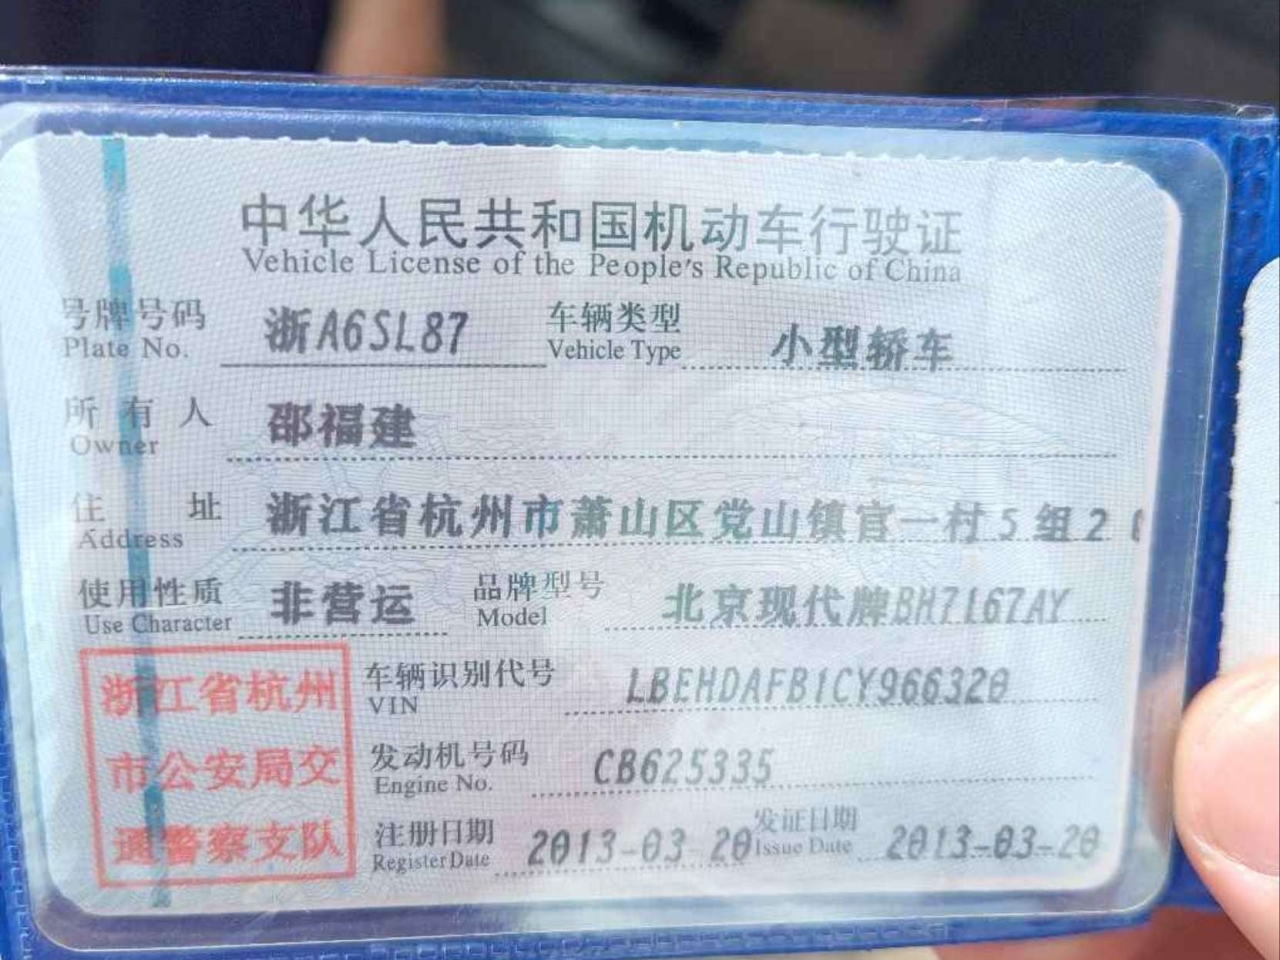 中华人民共和国机动车行驶证
Vehicle License of the People's Republic of China
号牌号码 浙A6SL87 车辆类型 小型轿车
Plate No. Vehicle Type
所有人 邵福建
Owner
住址 浙江省杭州市萧山区党山镇官一村5组2
Address
使用性质 非营运 品牌型号 北京现代牌BH7167AY
Use Character Model
浙江省杭州
市公安局交
通警察支队
车辆识别代号 LBEHDAFB1CY966320
VIN
发动机号码 CB625335
Engine No.
注册日期 2013-03-20 发证日期 2013-03-20
Register Date Issue Date